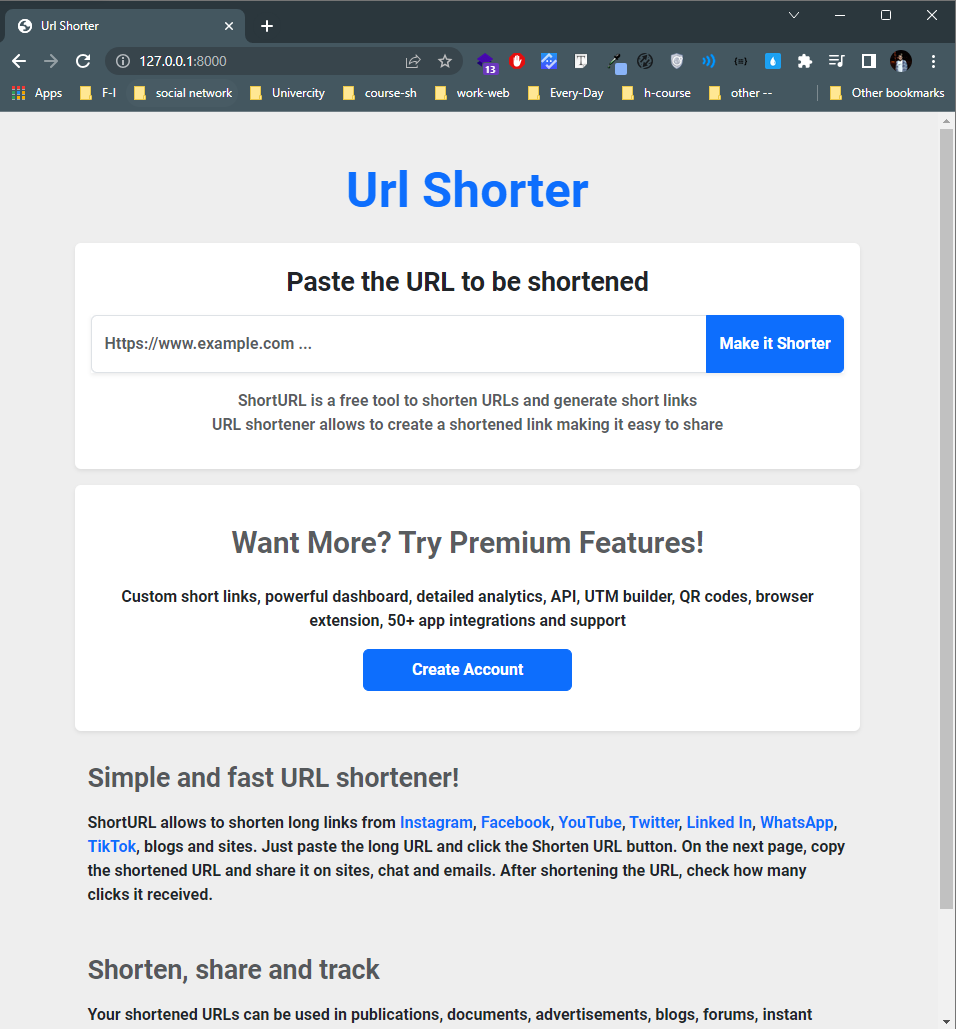 Url Shorter
127.0.0.1:8000
13
Apps F-I social network Univercity course-sh work-web Every-Day h-course other -- Other bookmarks
Url Shorter
Paste the URL to be shortened
Https://www.example.com ... Make it Shorter
ShortURL is a free tool to shorten URLs and generate short links
URL shortener allows to create a shortened link making it easy to share
Want More? Try Premium Features!
Custom short links, powerful dashboard, detailed analytics, API, UTM builder, QR codes, browser
extension, 50+ app integrations and support
Create Account
Simple and fast URL shortener!
ShortURL allows to shorten long links from Instagram, Facebook, YouTube, Twitter, Linked In, WhatsApp,
TikTok, blogs and sites. Just paste the long URL and click the Shorten URL button. On the next page, copy
the shortened URL and share it on sites, chat and emails. After shortening the URL, check how many
clicks it received.
Shorten, share and track
Your shortened URLs can be used in publications, documents, advertisements, blogs, forums, instant